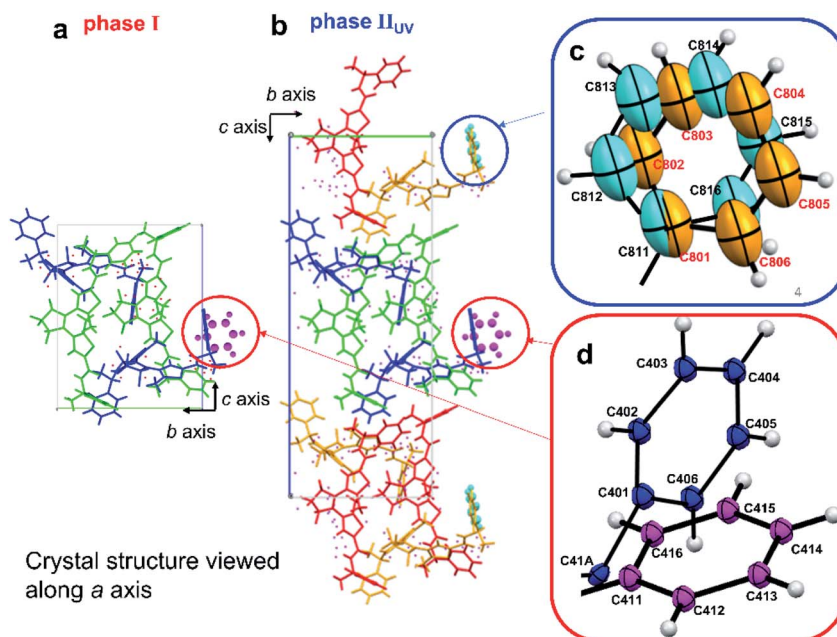 a phase I
b phase II_UV
b axis
c axis
c axis
b axis
Crystal structure viewed
along a axis
c
C814
C813
C804
C803
C815
C802
C812
C816
C805
C811
C801
C806
4
d
C403
C404
C402
C405
C401
C406
C415
C416
C414
C41A
C411
C413
C412